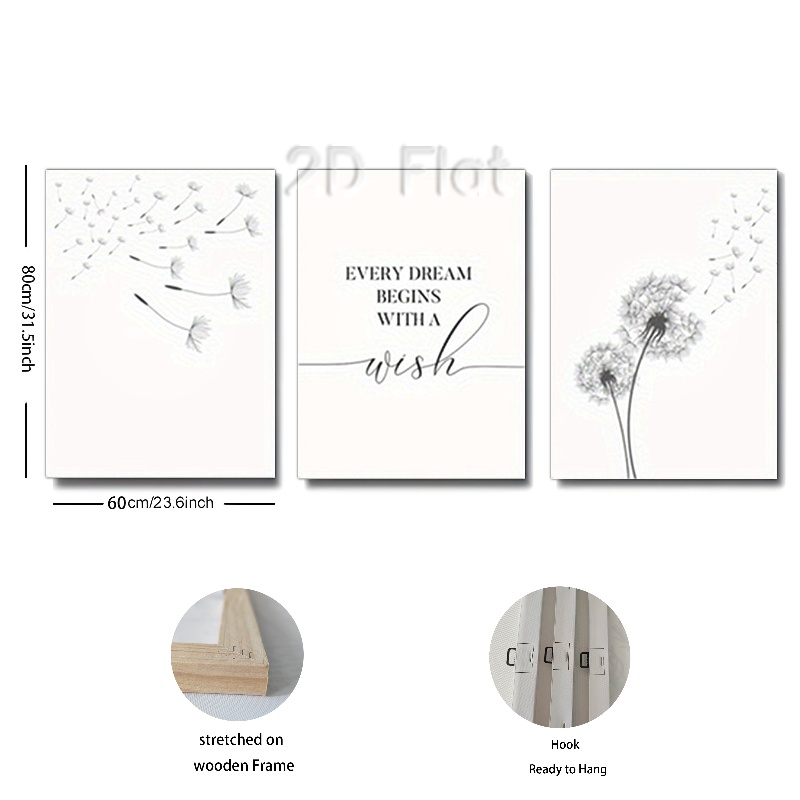 2D Flat
EVERY DREAM
BEGINS
WITH A
wish
80cm/31.5inch
60cm/23.6inch
stretched on
wooden Frame
Hook
Ready to Hang